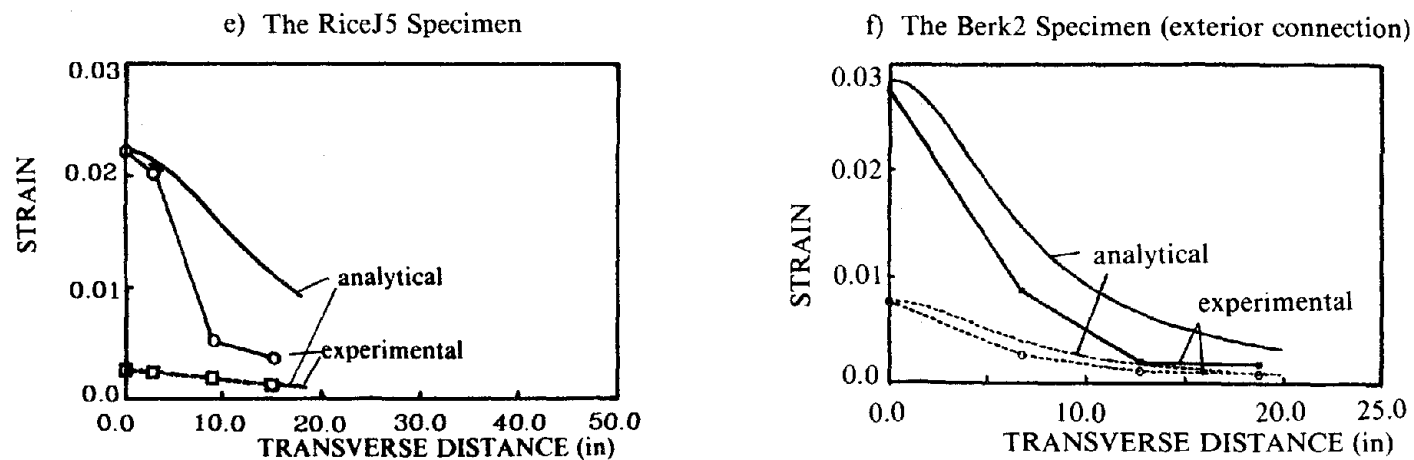 e) The RiceJ5 Specimen
0.03
0.02
0.01
0.0
STRAIN
analytical
experimental
0.0 10.0 20.0 30.0 40.0 50.0
TRANSVERSE DISTANCE (in)
f) The Berk2 Specimen (exterior connection)
0.03
0.02
0.01
0.0
STRAIN
analytical
experimental
0.0 10.0 20.0 25.0
TRANSVERSE DISTANCE (in)